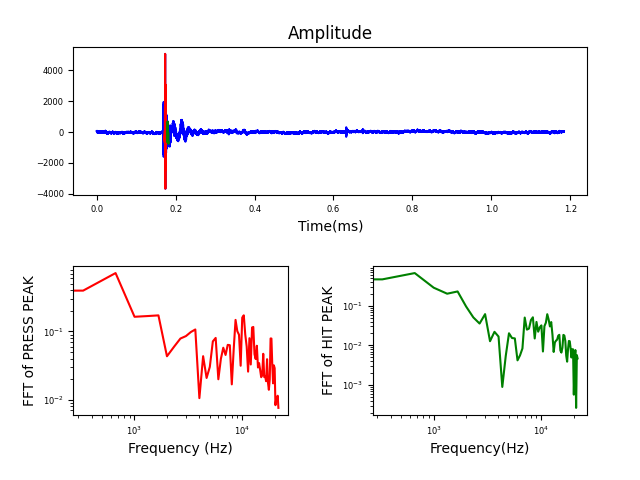 Amplitude
4000
2000
0
−2000
−4000
0.0 0.2 0.4 0.6 0.8 1.0 1.2
Time(ms)
FFT of PRESS PEAK
10⁻¹
10⁻²
10³ 10⁴
Frequency (Hz)
FFT of HIT PEAK
10⁻¹
10⁻²
10⁻³
10³ 10⁴
Frequency(Hz)